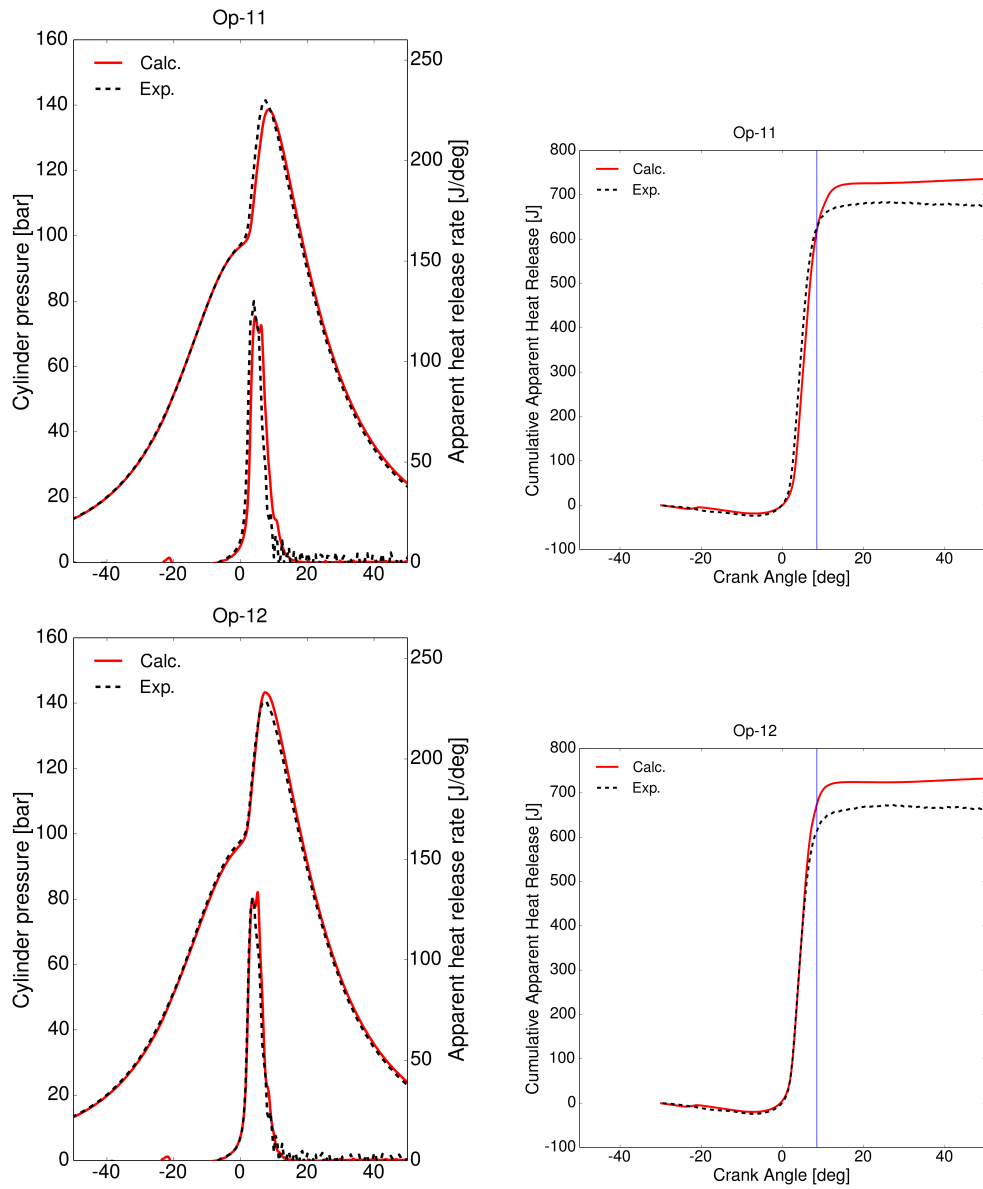 Op-11
160
140
120
100
80
60
40
20
0
Cylinder pressure [bar]
Calc.
Exp.
250
200
150
100
50
0
Apparent heat release rate [J/deg]
-40 -20 0 20 40
Op-11
800
700
600
500
400
300
200
100
0
-100
Cumulative Apparent Heat Release [J]
Calc.
Exp.
-40 -20 0 20 40
Crank Angle [deg]
Op-12
160
140
120
100
80
60
40
20
0
Cylinder pressure [bar]
Calc.
Exp.
250
200
150
100
50
0
Apparent heat release rate [J/deg]
-40 -20 0 20 40
Op-12
800
700
600
500
400
300
200
100
0
-100
Cumulative Apparent Heat Release [J]
Calc.
Exp.
-40 -20 0 20 40
Crank Angle [deg]